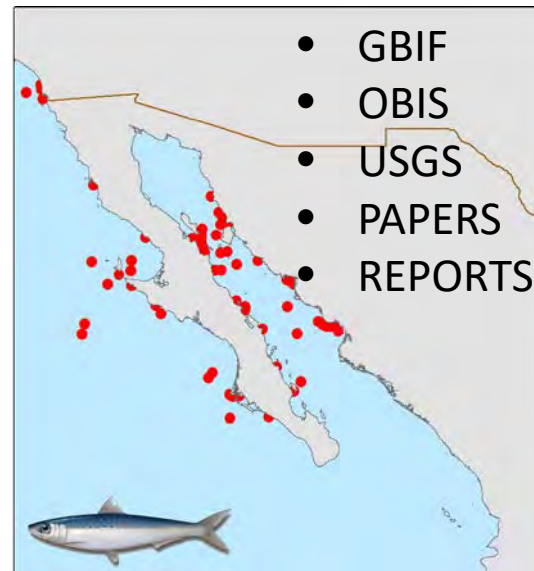 • GBIF
• OBIS
• USGS
• PAPERS
• REPORTS